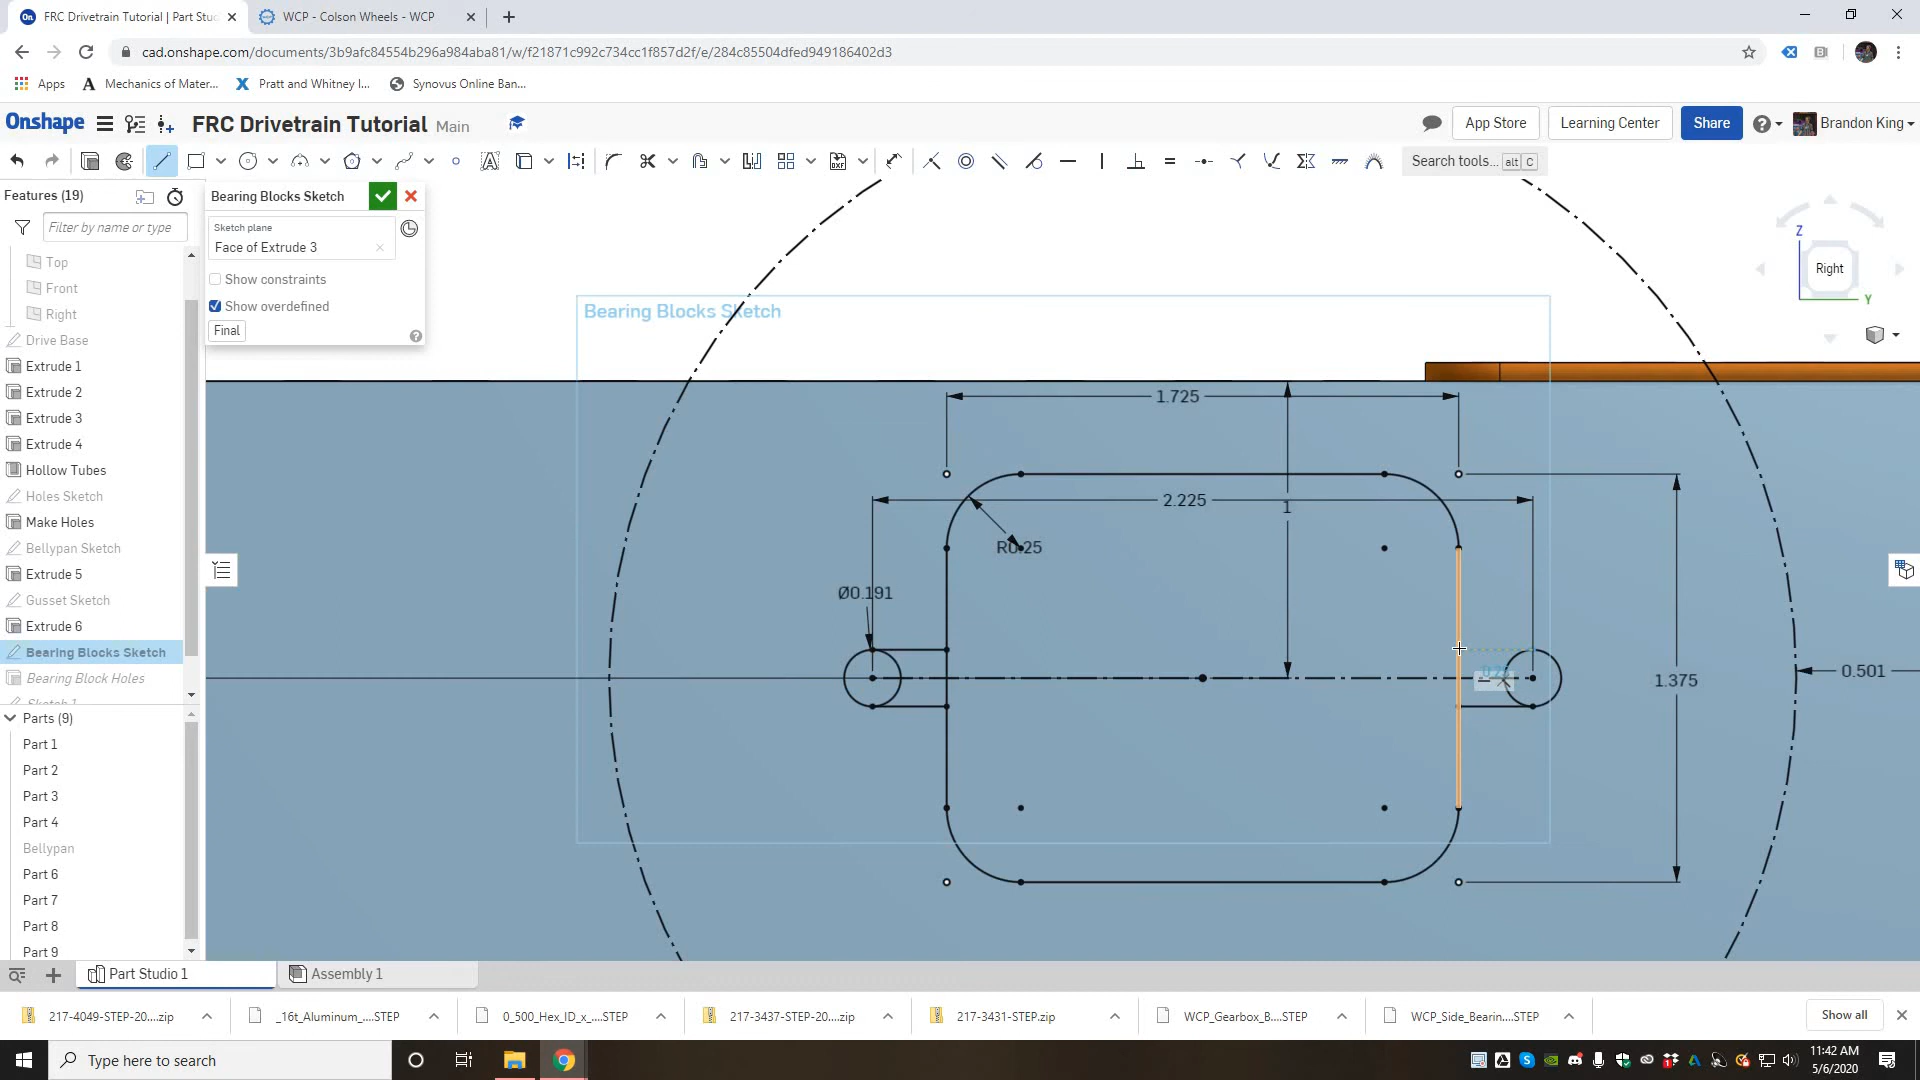 FRC Drivetrain Tutorial | Part Stu
WCP - Colson Wheels - WCP
cad.onshape.com/documents/3b9afc84554b296a984aba81/w/f21871c992c734cc1f857d2f/e/284c85504dfed949186402d3
Apps
Mechanics of Mater...
Pratt and Whitney I...
Synovus Online Ban...
Onshape
FRC Drivetrain Tutorial Main
App Store
Learning Center
Share
Brandon King
Search tools... alt C
Features (19)
Filter by name or type
Top
Front
Right
Drive Base
Extrude 1
Extrude 2
Extrude 3
Extrude 4
Hollow Tubes
Holes Sketch
Make Holes
Bellypan Sketch
Extrude 5
Gusset Sketch
Extrude 6
Bearing Blocks Sketch
Bearing Block Holes
Sketch 1
Parts (9)
Part 1
Part 2
Part 3
Part 4
Bellypan
Part 6
Part 7
Part 8
Part 9
Bearing Blocks Sketch
Sketch plane
Face of Extrude 3
Show constraints
Show overdefined
Final
Bearing Blocks Sketch
1.725
2.225
1
R0.25
Ø0.191
0.25
1.375
0.501
Z
Right
Y
Part Studio 1
Assembly 1
217-4049-STEP-20....zip
_16t_Aluminum_....STEP
0_500_Hex_ID_x_....STEP
217-3437-STEP-20....zip
217-3431-STEP.zip
WCP_Gearbox_B....STEP
WCP_Side_Bearin....STEP
Show all
Type here to search
11:42 AM
5/6/2020